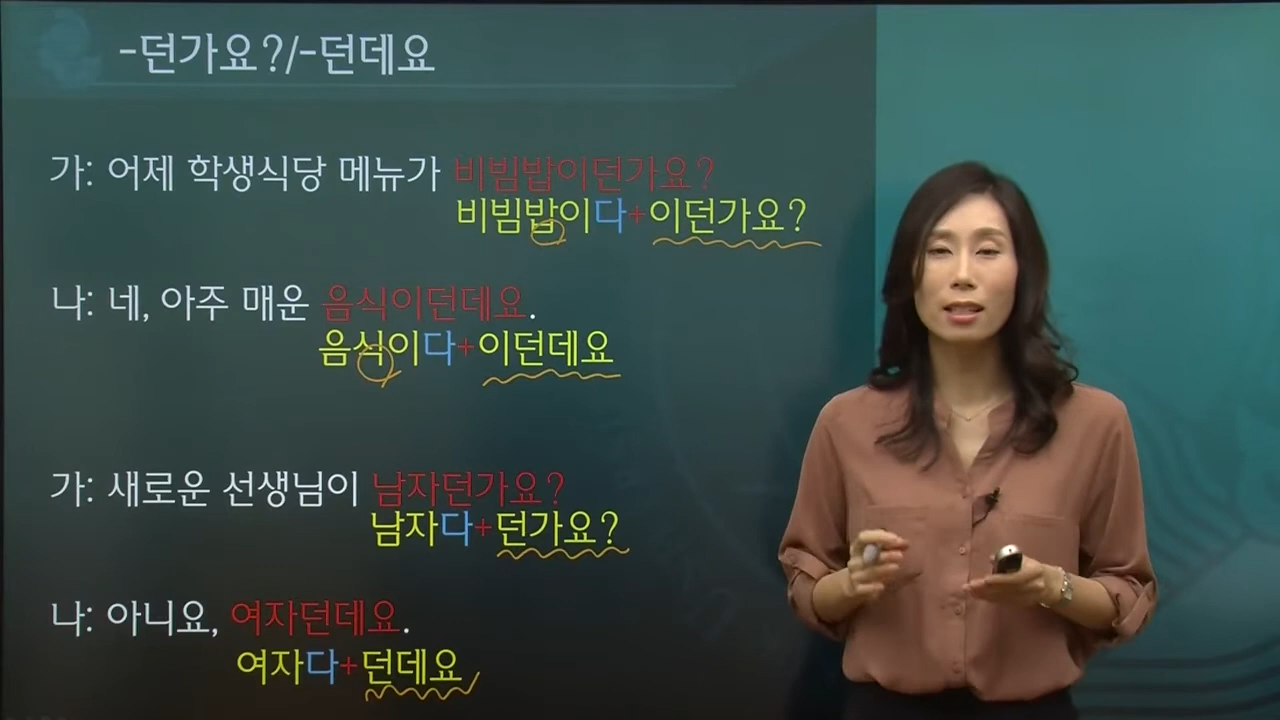 -던가요?/-던데요
가: 어제 학생식당 메뉴가 비빔밥이던가요?
비빔밥이다+이던가요?
나: 네, 아주 매운 음식이던데요.
음식이다+이던데요
가: 새로운 선생님이 남자던가요?
남자다+던가요?
나: 아니요, 여자던데요.
여자다+던데요